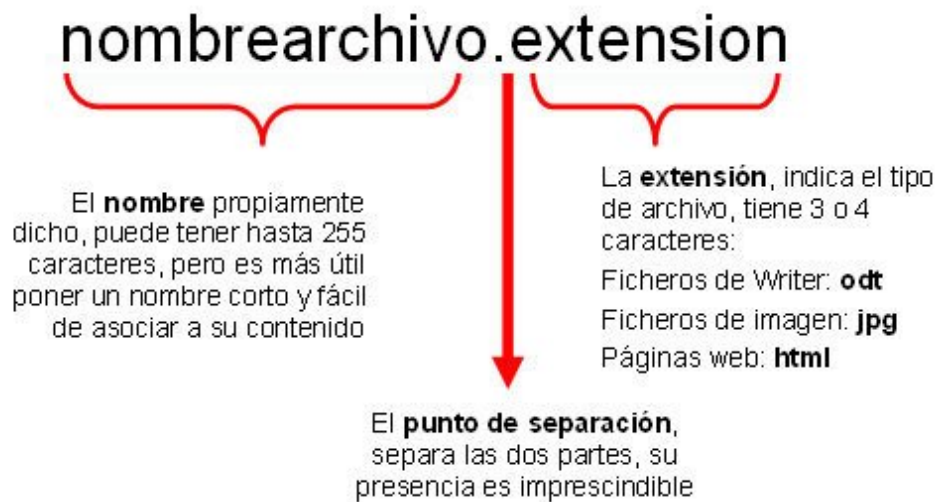 nombrearchivo.extension
El nombre propiamente
dicho, puede tener hasta 255
caracteres, pero es más útil
poner un nombre corto y fácil
de asociar a su contenido
La extensión, indica el tipo
de archivo, tiene 3 o 4
caracteres:
Ficheros de Writer: odt
Ficheros de imagen: jpg
Páginas web: html
El punto de separación,
separa las dos partes, su
presencia es imprescindible